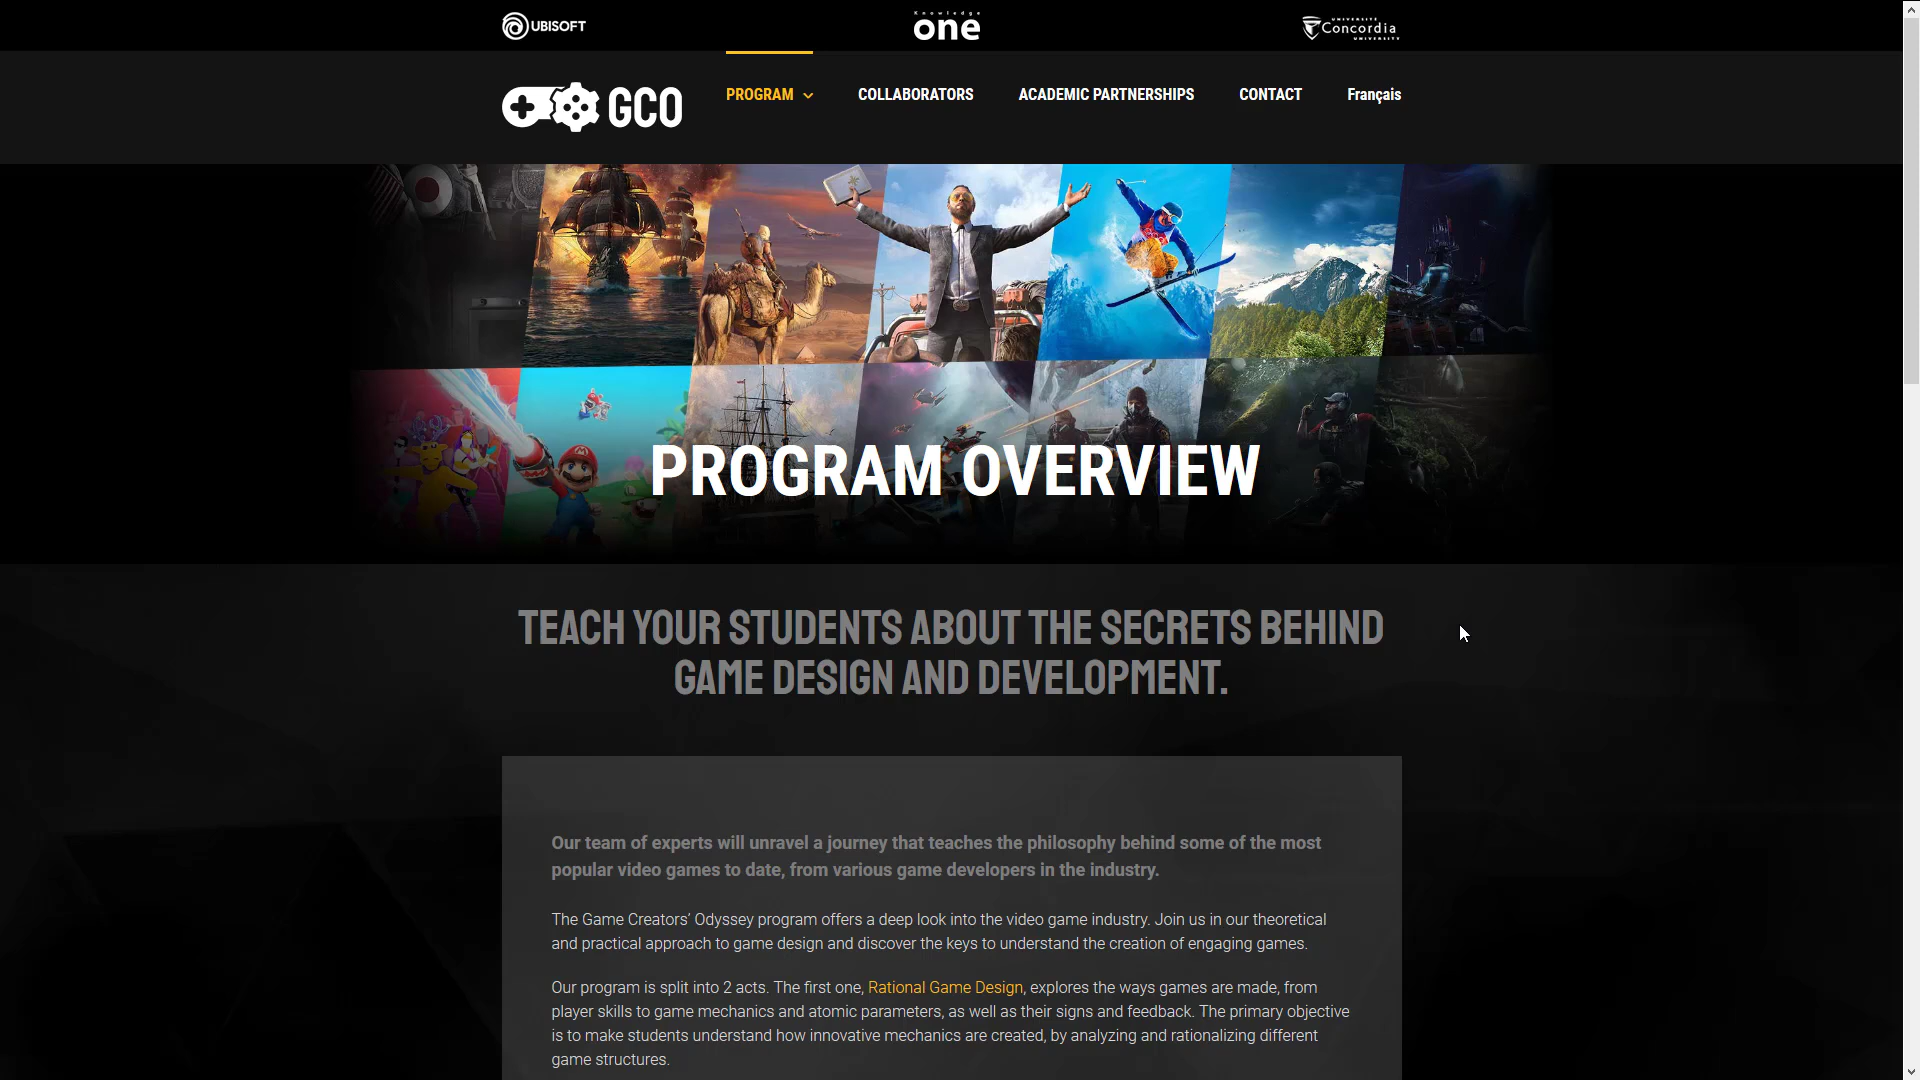 UBISOFT
Knowledge
one
UNIVERSITÉ
Concordia
UNIVERSITY
GCO
PROGRAM
COLLABORATORS
ACADEMIC PARTNERSHIPS
CONTACT
Français
PROGRAM OVERVIEW
TEACH YOUR STUDENTS ABOUT THE SECRETS BEHIND
GAME DESIGN AND DEVELOPMENT.
Our team of experts will unravel a journey that teaches the philosophy behind some of the most
popular video games to date, from various game developers in the industry.
The Game Creators’ Odyssey program offers a deep look into the video game industry. Join us in our theoretical
and practical approach to game design and discover the keys to understand the creation of engaging games.
Our program is split into 2 acts. The first one, Rational Game Design, explores the ways games are made, from
player skills to game mechanics and atomic parameters, as well as their signs and feedback. The primary objective
is to make students understand how innovative mechanics are created, by analyzing and rationalizing different
game structures.